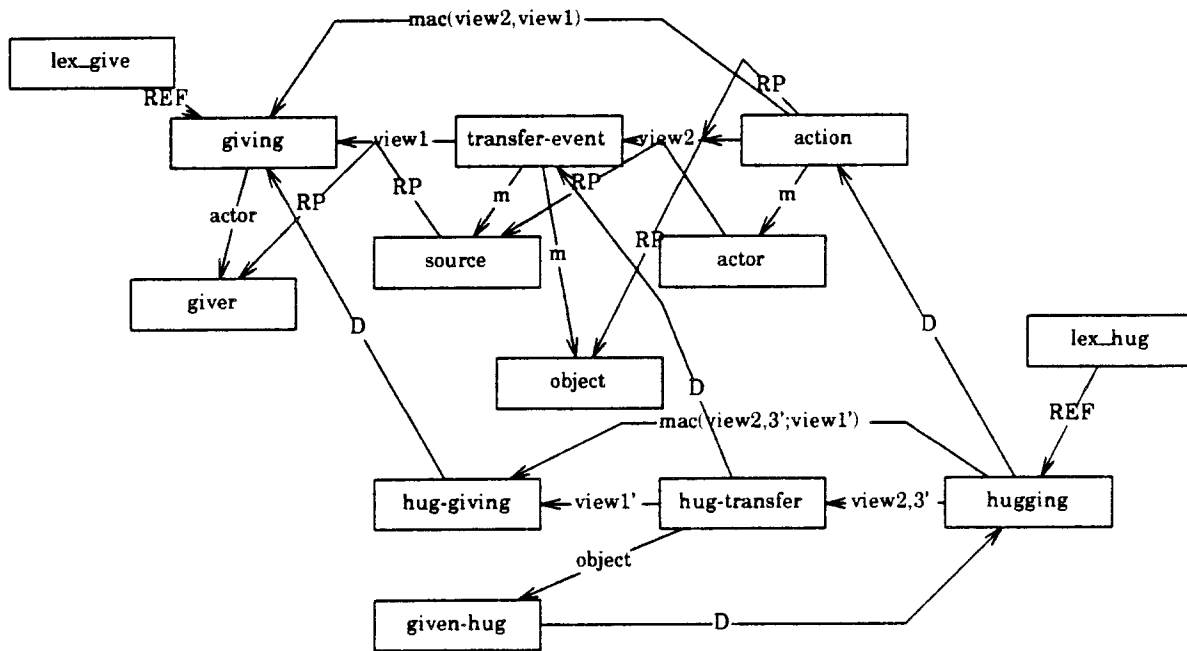 mac(view2,view1)
lex_give
RP
REF
giving
view1
transfer-event
view2
action
RP
RP
m
m
actor
RP
source
m
RP
actor
giver
D
D
lex_hug
object
D
REF
mac(view2,3';view1')
hug-giving
view1'
hug-transfer
view2,3'
hugging
object
given-hug
D